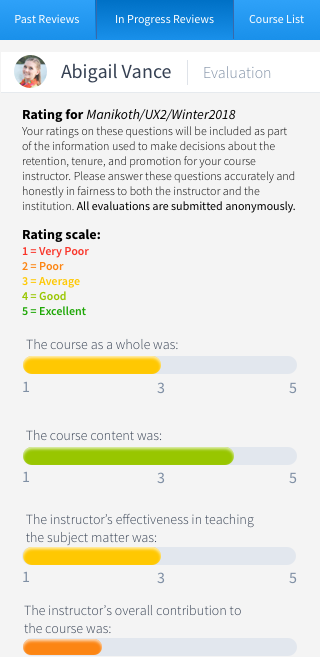 Past Reviews In Progress Reviews Course List
Abigail Vance Evaluation
Rating for Manikoth/UX2/Winter2018
Your ratings on these questions will be included as part
of the information used to make decisions about the
retention, tenure, and promotion for your course
instructor. Please answer these questions accurately and
honestly in fairness to both the instructor and the
institution. All evaluations are submitted anonymously.
Rating scale:
1 = Very Poor
2 = Poor
3 = Average
4 = Good
5 = Excellent
The course as a whole was:
1 3 5
The course content was:
1 3 5
The instructor's effectiveness in teaching
the subject matter was:
1 3 5
The instructor's overall contribution to
the course was: